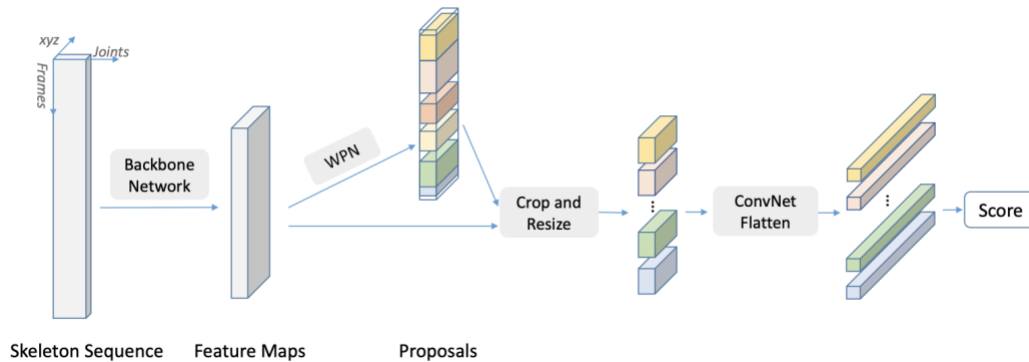 xyz
Joints
Frames
Backbone
Network
WPN
Crop and
Resize
ConvNet
Flatten
Score
Skeleton Sequence
Feature Maps
Proposals